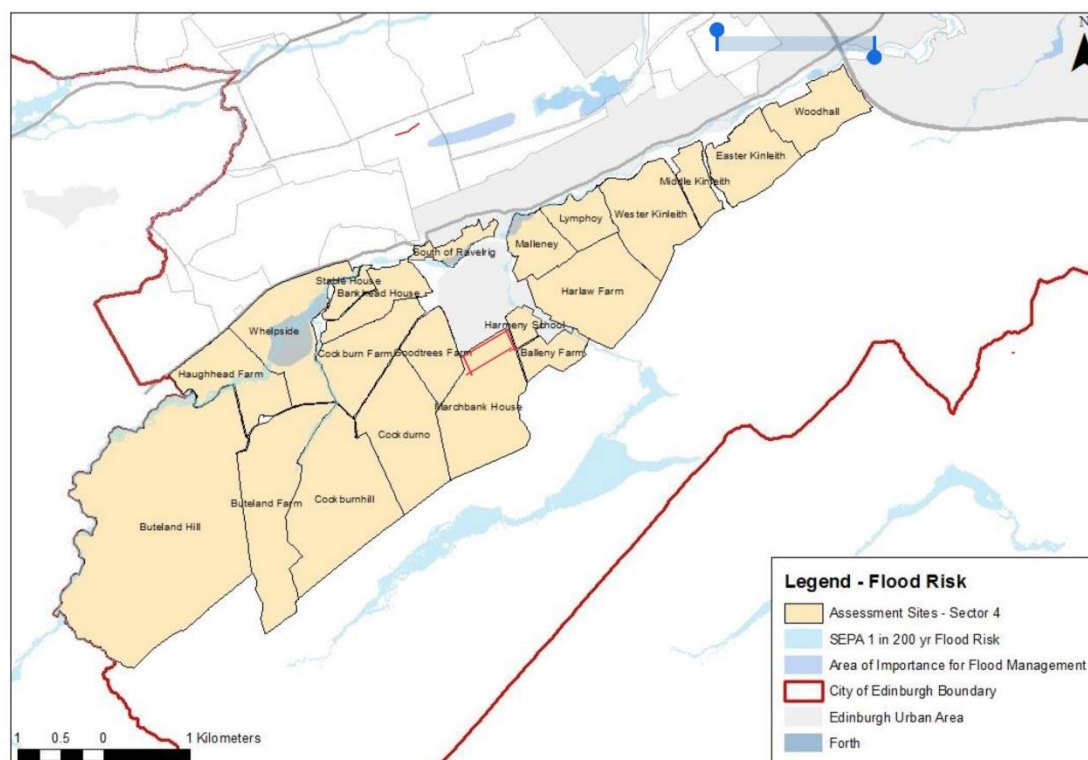 N
Woodhall
Easter Kinleith
Middle Kinleith
Wester Kinleith
Lymphoy
Malleney
South of Ravelrig
Stable House
Bankhead House
Harlaw Farm
Whelpside
Harmeny School
Cockburn Farm
Goodtrees Farm
Balleny Farm
Haughhead Farm
Marchbank House
Cockdurno
Buteland Farm
Cockburnhill
Buteland Hill
Legend - Flood Risk
Assessment Sites - Sector 4
SEPA 1 in 200 yr Flood Risk
Area of Importance for Flood Management
City of Edinburgh Boundary
Edinburgh Urban Area
Forth
1 0.5 0 1 Kilometers